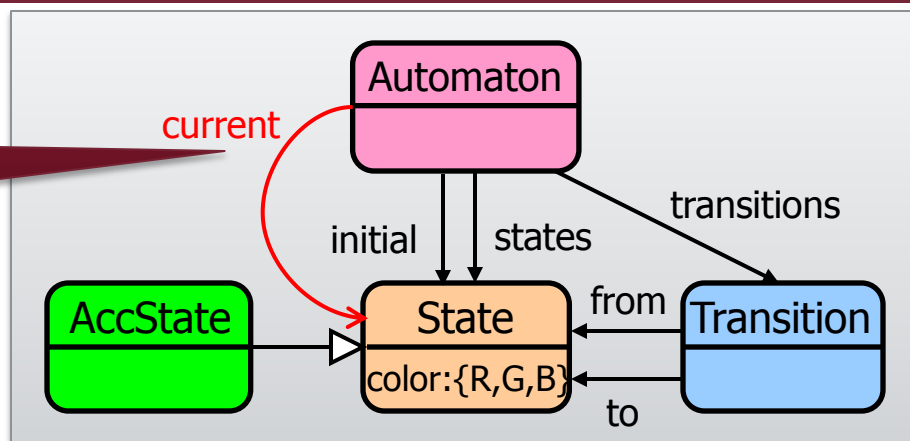 Automaton
current
transitions
initial
states
AccState
State
from
Transition
color:{R,G,B}
to